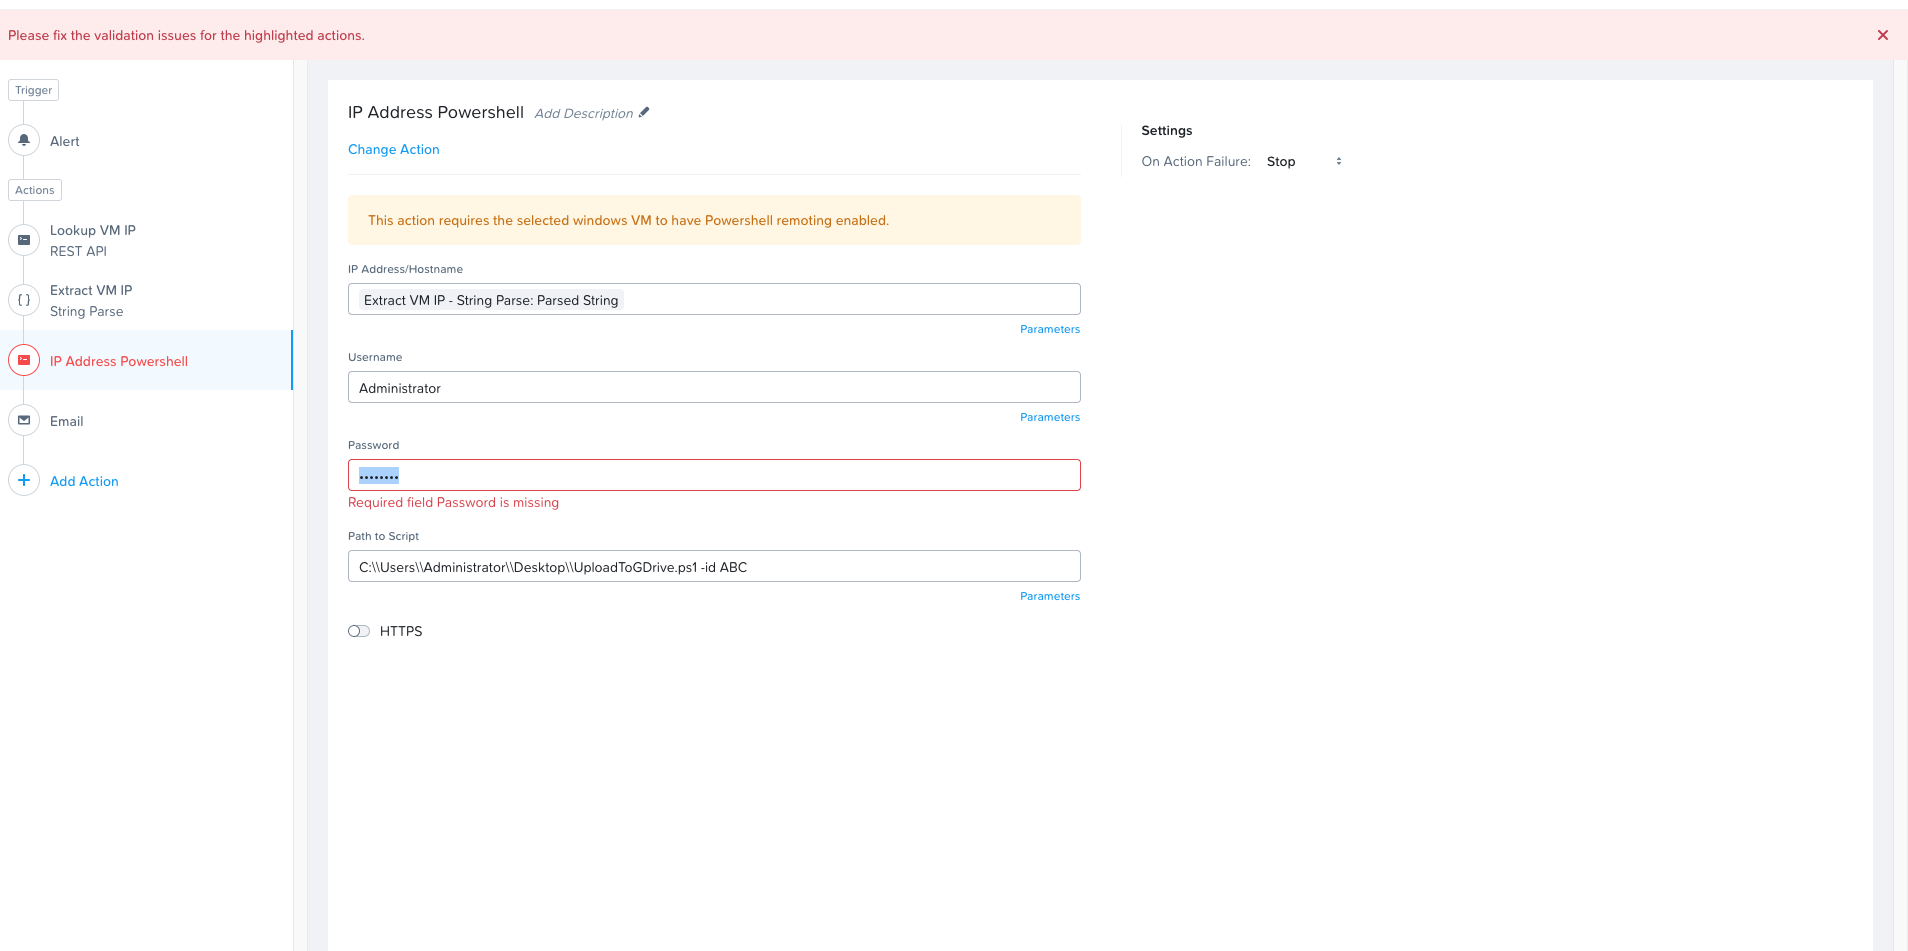 Please fix the validation issues for the highlighted actions.
Trigger
Alert
Actions
Lookup VM IP
REST API
Extract VM IP
String Parse
IP Address Powershell
Email
Add Action
IP Address Powershell Add Description
Change Action
This action requires the selected windows VM to have Powershell remoting enabled.
IP Address/Hostname
Extract VM IP - String Parse: Parsed String
Parameters
Username
Administrator
Parameters
Password
••••••••
Required field Password is missing
Path to Script
C:\\Users\\Administrator\\Desktop\\UploadToGDrive.ps1 -id ABC
Parameters
HTTPS
Settings
On Action Failure: Stop